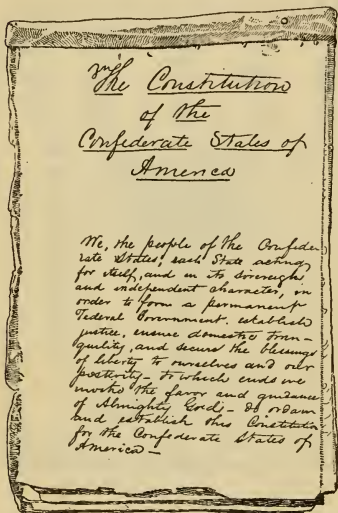 The Constitution
of the
Confederate States of
America
We, the people of the Confede-
rate States, each State acting
for itself, and in its Sovereign
and independent character, in
order to form a permanent
Federal Government, establish
justice, ensure domestic tran-
quility, and secure the blessings
of liberty to ourselves and our
posterity - to which ends we
invoke the favor and guidance
of Almighty God - do ordain
and establish this Constitution
for the Confederate States of
America -